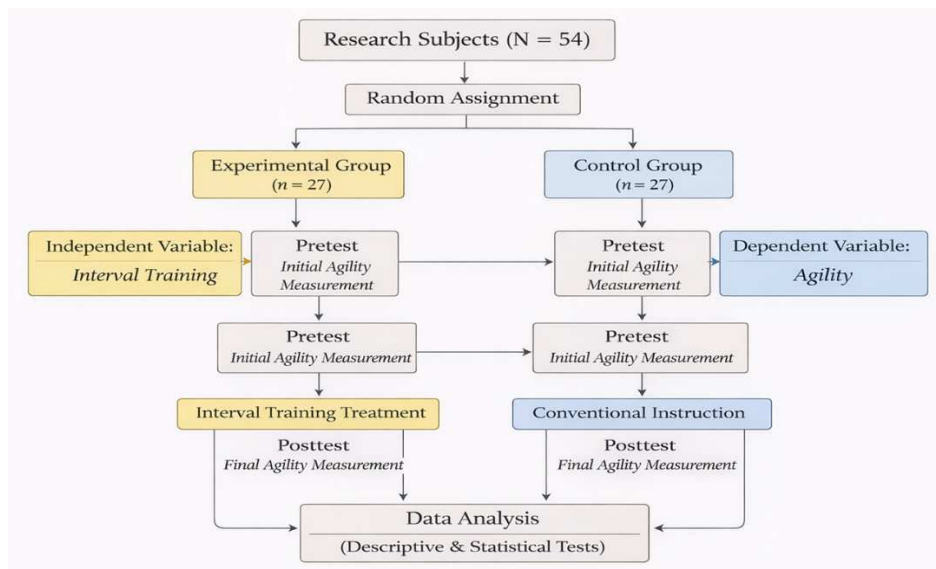 Research Subjects (N = 54)
Random Assignment
Experimental Group
(n = 27)
Control Group
(n = 27)
Independent Variable:
Interval Training
Pretest
Initial Agility
Measurement
Pretest
Initial Agility
Measurement
Dependent Variable:
Agility
Pretest
Initial Agility Measurement
Pretest
Initial Agility Measurement
Interval Training Treatment
Conventional Instruction
Posttest
Final Agility Measurement
Posttest
Final Agility Measurement
Data Analysis
(Descriptive & Statistical Tests)